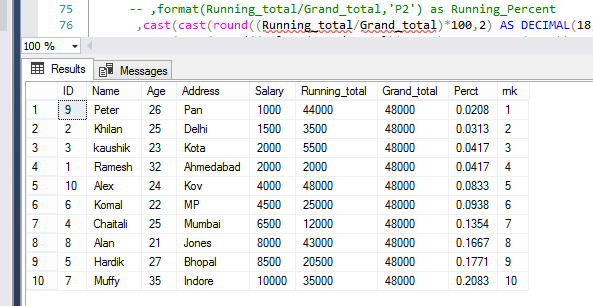 75 -- ,format(Running_total/Grand_total,'P2') as Running_Percent
76 ,cast(cast(round((Running_total/Grand_total)*100,2) AS DECIMAL(18
100 %
Results Messages
ID Name Age Address Salary Running_total Grand_total Perct rnk
1 9 Peter 26 Pan 1000 44000 48000 0.0208 1
2 2 Khilan 25 Delhi 1500 3500 48000 0.0313 2
3 3 kaushik 23 Kota 2000 5500 48000 0.0417 3
4 1 Ramesh 32 Ahmedabad 2000 2000 48000 0.0417 4
5 10 Alex 24 Kov 4000 48000 48000 0.0833 5
6 6 Komal 22 MP 4500 25000 48000 0.0938 6
7 4 Chaitali 25 Mumbai 6500 12000 48000 0.1354 7
8 8 Alan 21 Jones 8000 43000 48000 0.1667 8
9 5 Hardik 27 Bhopal 8500 20500 48000 0.1771 9
10 7 Muffy 35 Indore 10000 35000 48000 0.2083 10